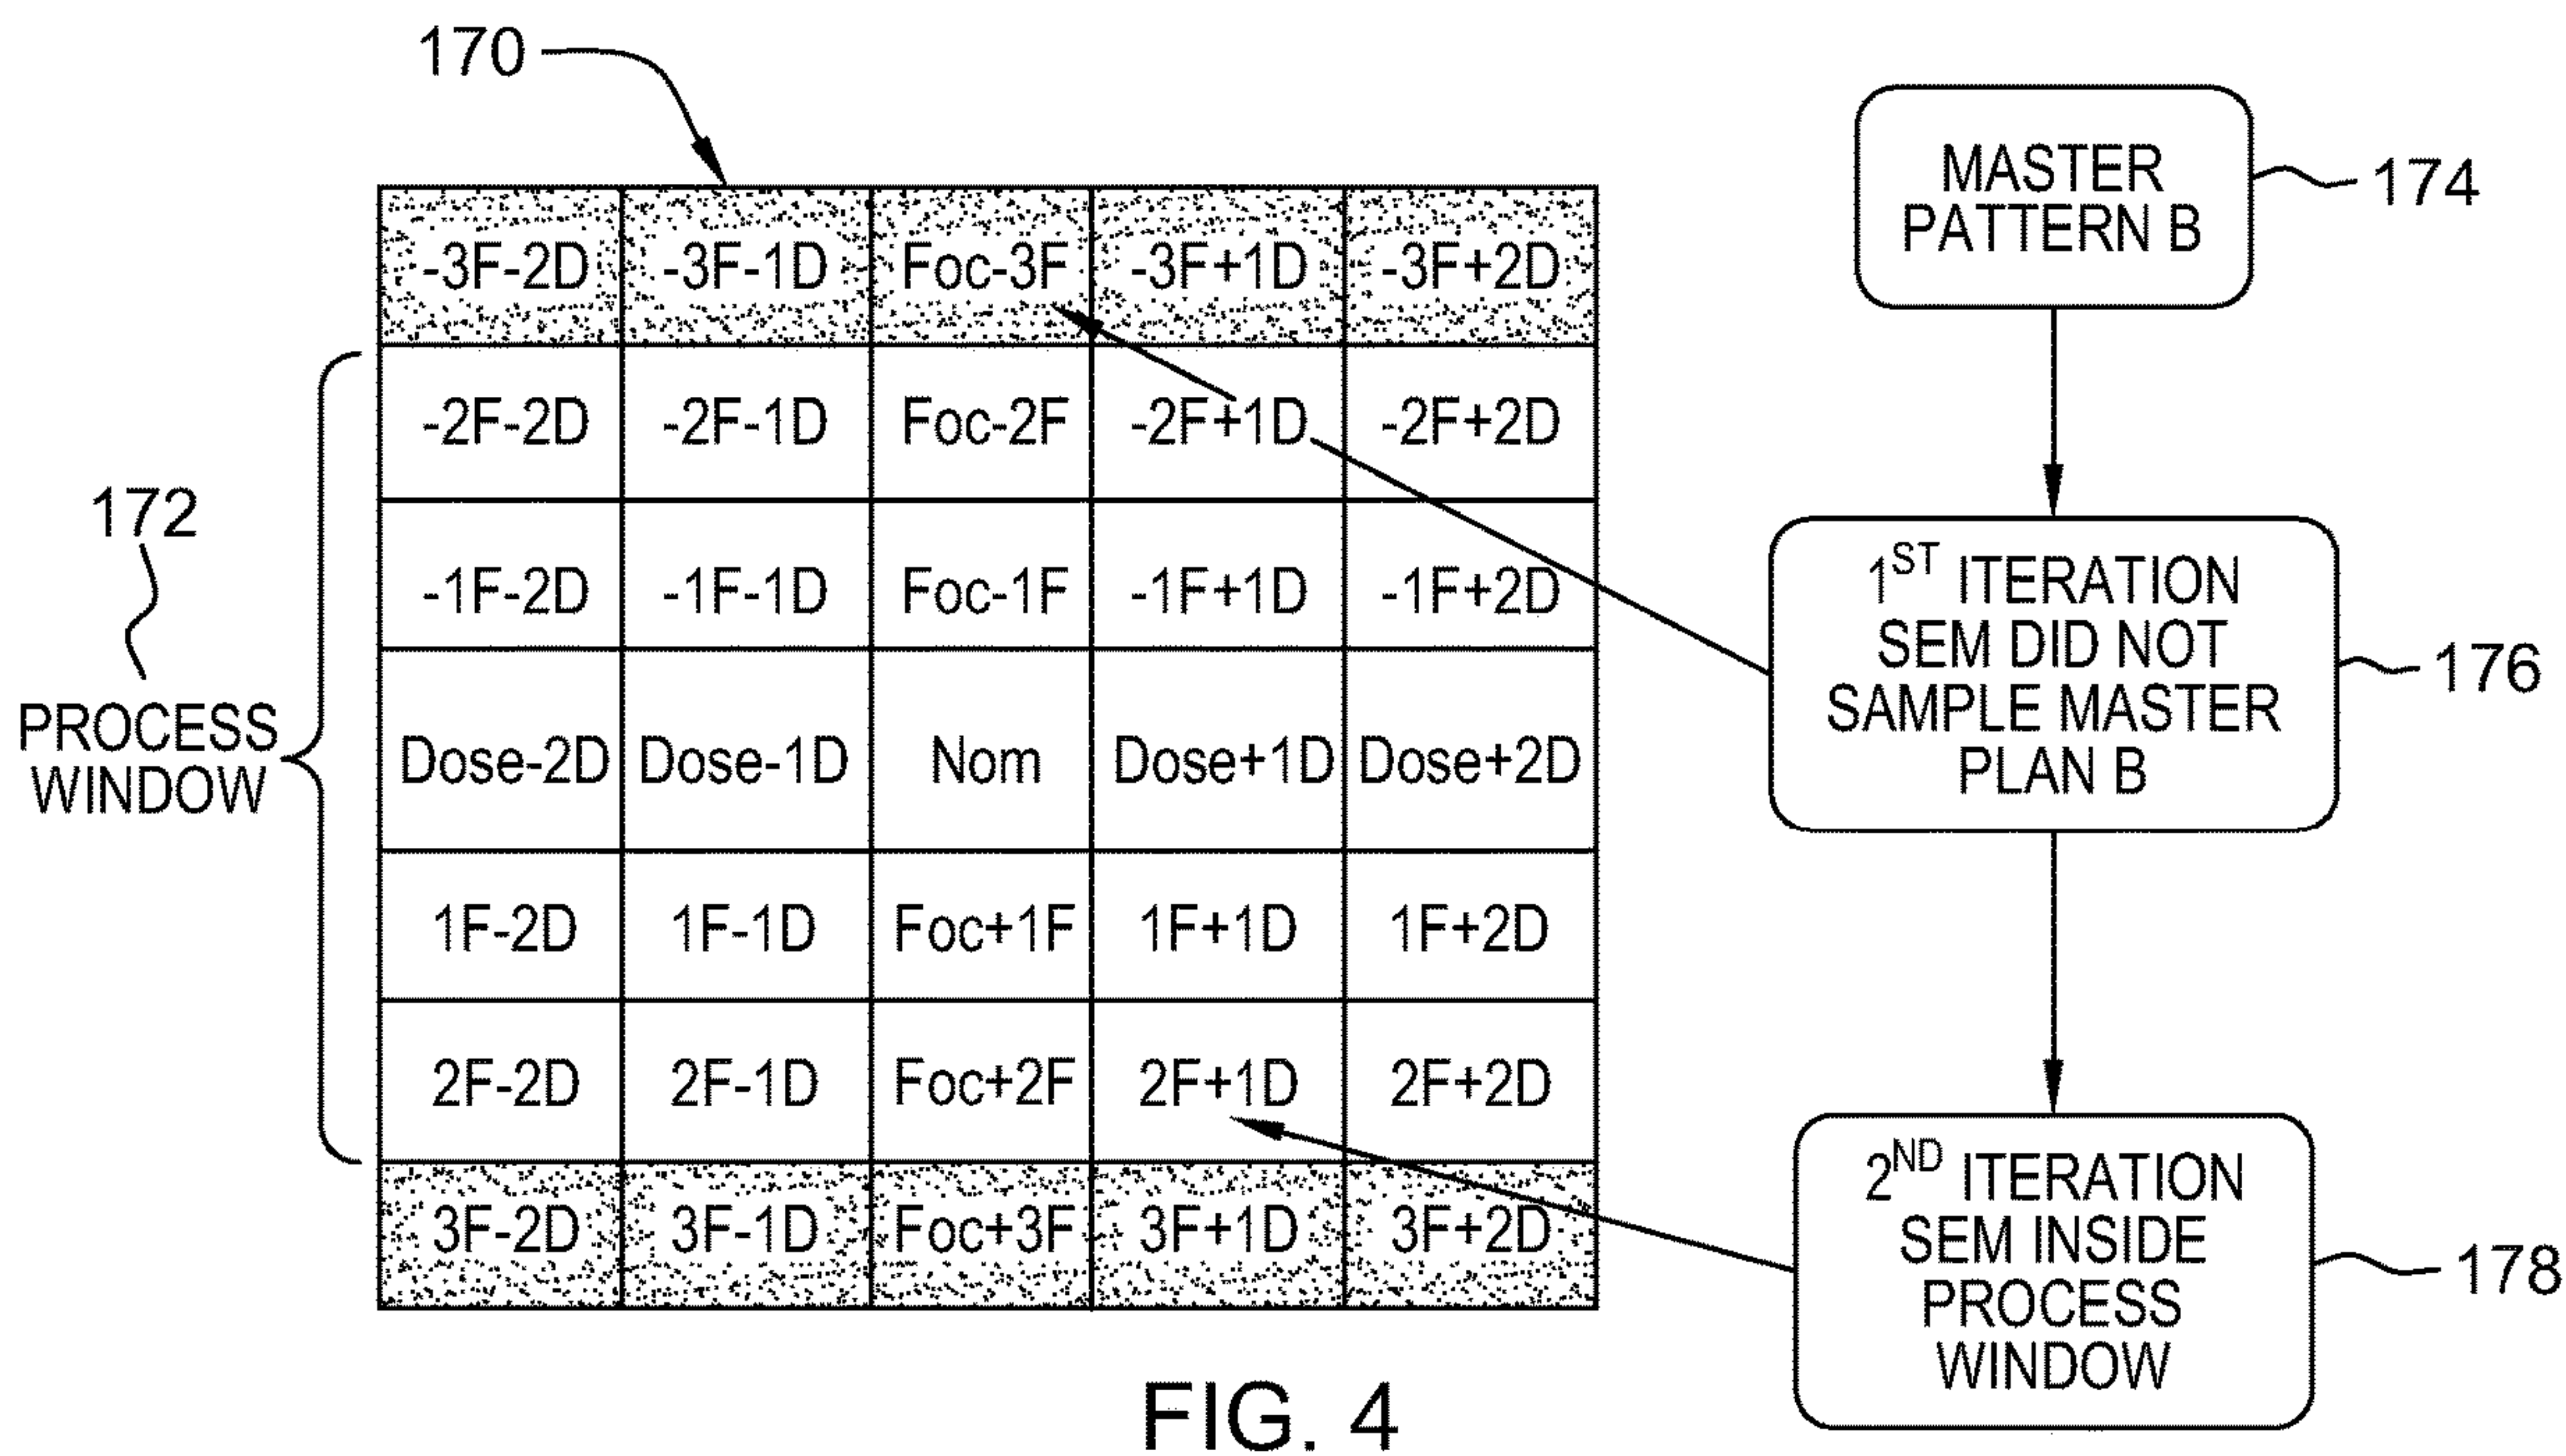 170
-3F-2D -3F-1D Foc-3F -3F+1D -3F+2D
-2F-2D -2F-1D Foc-2F -2F+1D -2F+2D
-1F-2D -1F-1D Foc-1F -1F+1D -1F+2D
Dose-2D Dose-1D Nom Dose+1D Dose+2D
1F-2D 1F-1D Foc+1F 1F+1D 1F+2D
2F-2D 2F-1D Foc+2F 2F+1D 2F+2D
3F-2D 3F-1D Foc+3F 3F+1D 3F+2D
172
PROCESS
WINDOW
MASTER
PATTERN B
174
1ST ITERATION
SEM DID NOT
SAMPLE MASTER
PLAN B
176
2ND ITERATION
SEM INSIDE
PROCESS
WINDOW
178
FIG. 4